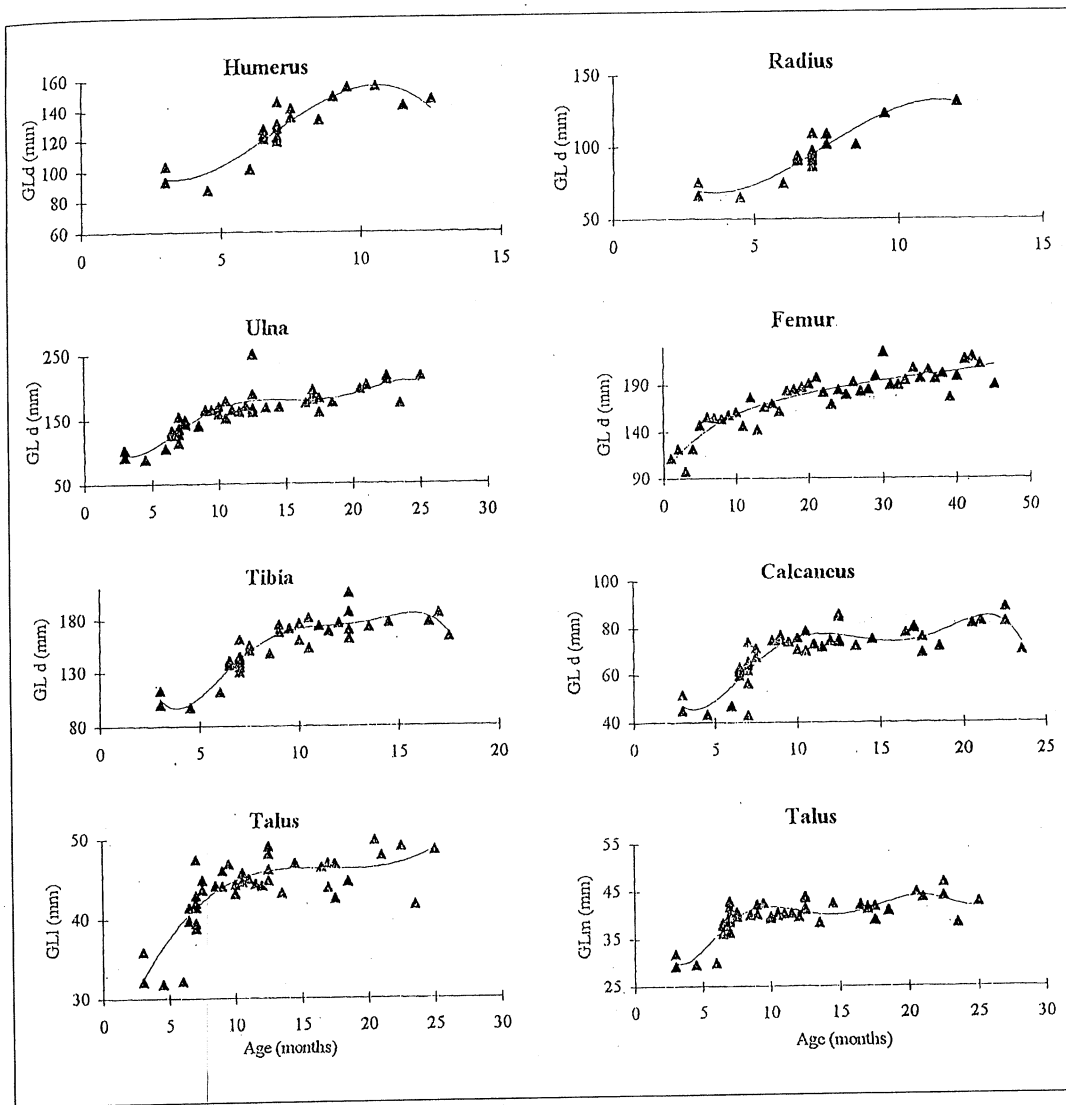 Humerus
GLd (mm)
160
140
120
100
80
60
0 5 10 15
Radius
GL d (mm)
150
100
50
0 5 10 15
Ulna
GL d (mm)
250
150
50
0 5 10 15 20 25 30
Femur
GL d (mm)
190
140
90
0 10 20 30 40 50
Tibia
GL d (mm)
180
130
80
0 5 10 15 20
Calcaneus
GL d (mm)
100
80
60
40
0 5 10 15 20 25
Talus
GLl (mm)
50
40
30
0 5 10 15 20 25 30
Age (months)
Talus
GLm (mm)
55
45
35
25
0 5 10 15 20 25 30
Age (months)